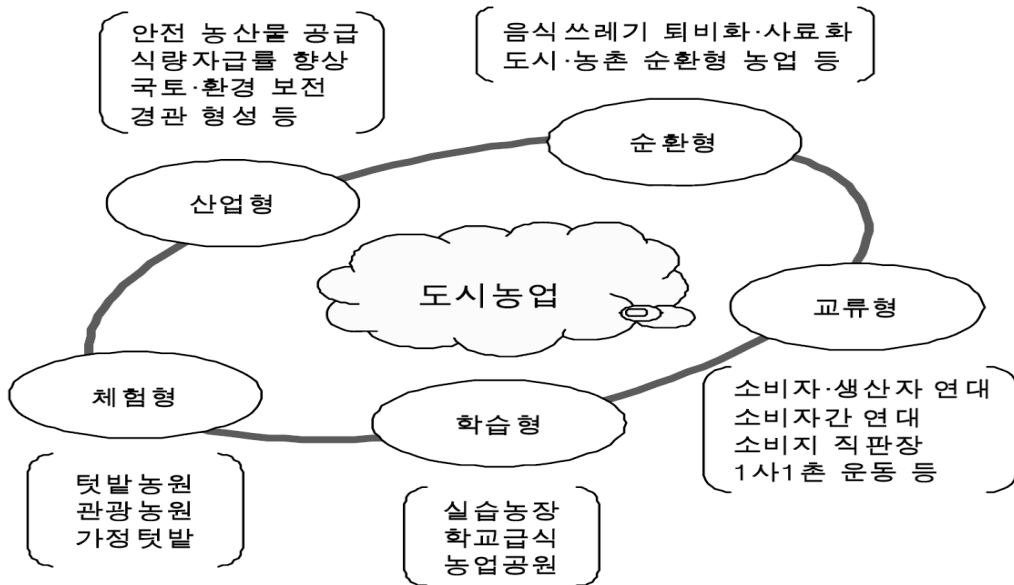 안전 농산물 공급
식량자급률 향상
국토·환경 보전
경관 형성 등
음식쓰레기 퇴비화·사료화
도시·농촌 순환형 농업 등
순환형
산업형
도시농업
교류형
체험형
학습형
소비자·생산자 연대
소비자간 연대
소비지 직판장
1사1촌 운동 등
텃밭농원
관광농원
가정텃밭
실습농장
학교급식
농업공원